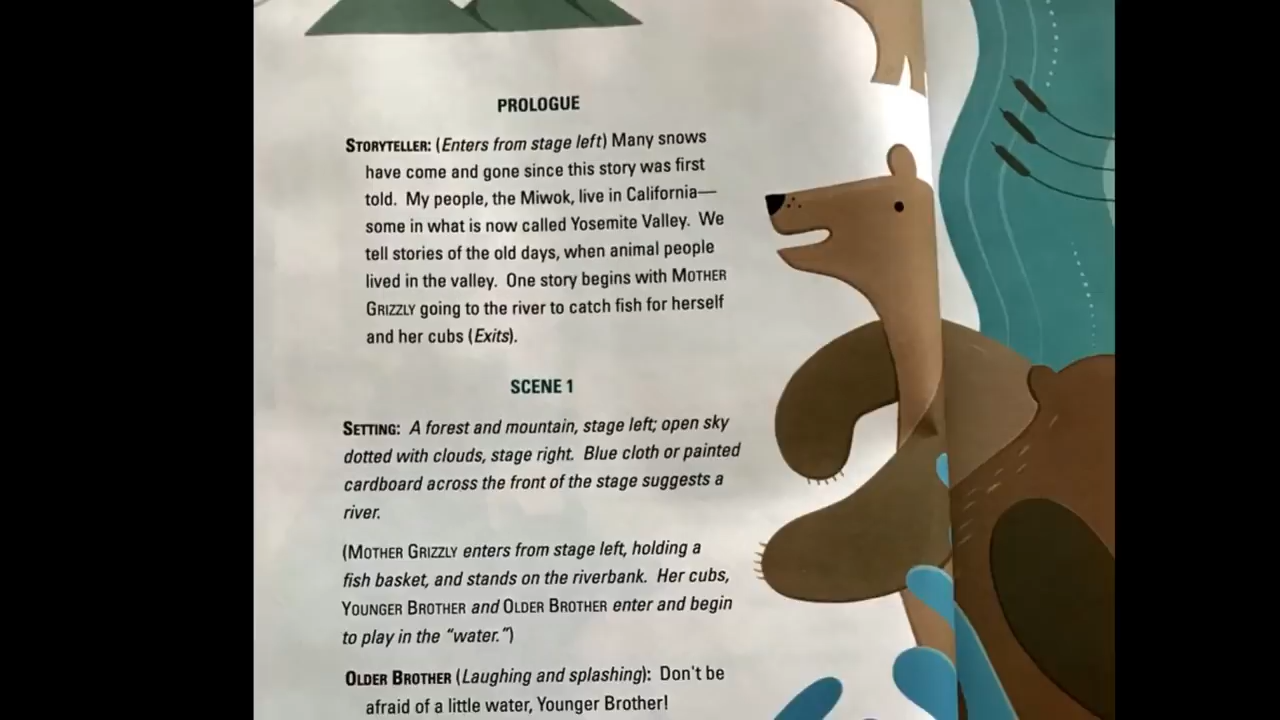 PROLOGUE
STORYTELLER: (Enters from stage left) Many snows
have come and gone since this story was first
told. My people, the Miwok, live in California—
some in what is now called Yosemite Valley. We
tell stories of the old days, when animal people
lived in the valley. One story begins with MOTHER
GRIZZLY going to the river to catch fish for herself
and her cubs (Exits).
SCENE 1
SETTING: A forest and mountain, stage left; open sky
dotted with clouds, stage right. Blue cloth or painted
cardboard across the front of the stage suggests a
river.
(MOTHER GRIZZLY enters from stage left, holding a
fish basket, and stands on the riverbank. Her cubs,
YOUNGER BROTHER and OLDER BROTHER enter and begin
to play in the “water.”)
OLDER BROTHER (Laughing and splashing): Don't be
afraid of a little water, Younger Brother!